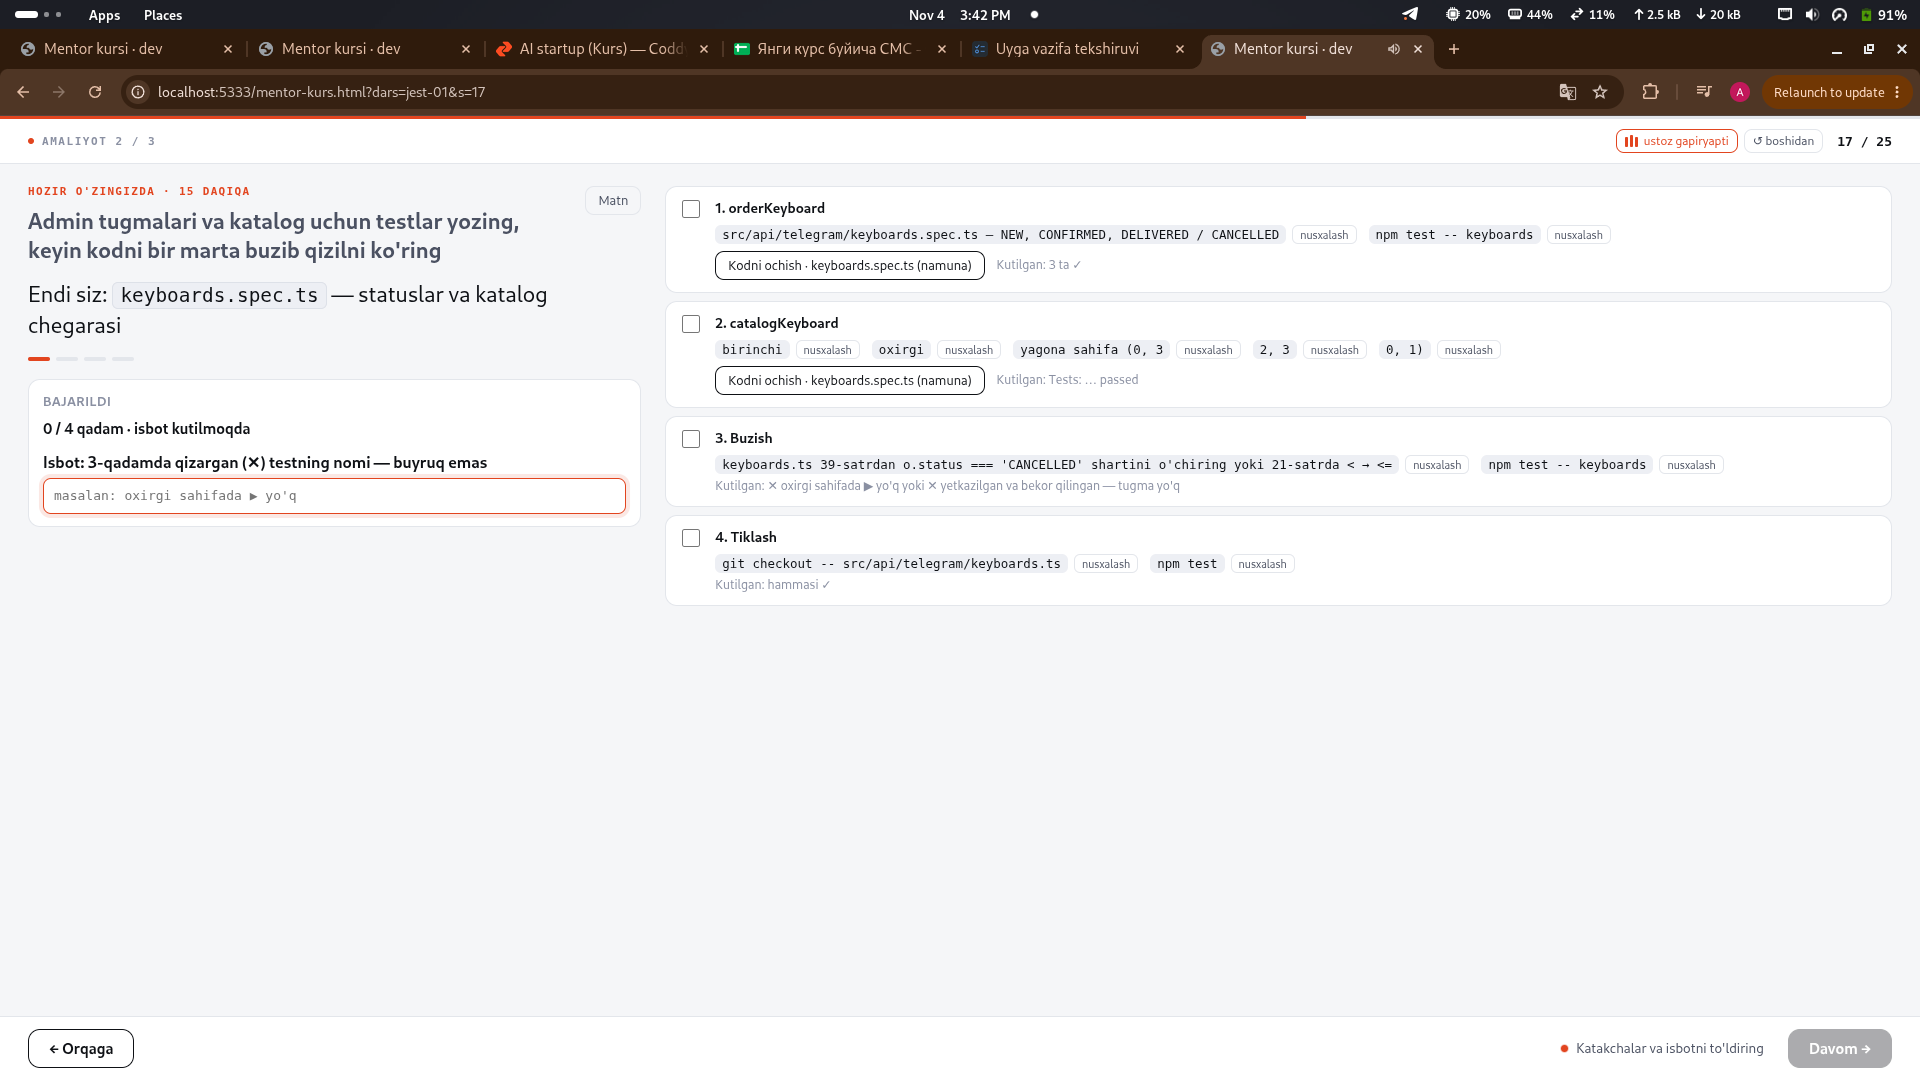 Apps Places Nov 4 3:42 PM 20% 44% 11% 2.5 kB 20 kB 91%
Mentor kursi · dev Mentor kursi · dev AI startup (Kurs) — Codd Янги курс буйича СМС - Uyga vazifa tekshiruvi Mentor kursi · dev
localhost:5333/mentor-kurs.html?dars=jest-01&s=17 A Relaunch to update
AMALIYOT 2 / 3 ustoz gapiryapti ↺ boshidan 17 / 25
HOZIR O'ZINGIZDA · 15 DAQIQA
Matn
Admin tugmalari va katalog uchun testlar yozing,
keyin kodni bir marta buzib qizilni ko'ring
Endi siz: keyboards.spec.ts — statuslar va katalog
chegarasi
BAJARILDI
0 / 4 qadam · isbot kutilmoqda
Isbot: 3-qadamda qizargan (✕) testning nomi — buyruq emas
masalan: oxirgi sahifada ▶ yo'q
1. orderKeyboard
src/api/telegram/keyboards.spec.ts — NEW, CONFIRMED, DELIVERED / CANCELLED nusxalash npm test -- keyboards nusxalash
Kodni ochish · keyboards.spec.ts (namuna) Kutilgan: 3 ta ✓
2. catalogKeyboard
birinchi nusxalash oxirgi nusxalash yagona sahifa (0, 3 nusxalash 2, 3 nusxalash 0, 1) nusxalash
Kodni ochish · keyboards.spec.ts (namuna) Kutilgan: Tests: … passed
3. Buzish
keyboards.ts 39-satrdan o.status === 'CANCELLED' shartini o'chiring yoki 21-satrda < → <= nusxalash npm test -- keyboards nusxalash
Kutilgan: ✕ oxirgi sahifada ▶ yo'q yoki ✕ yetkazilgan va bekor qilingan — tugma yo'q
4. Tiklash
git checkout -- src/api/telegram/keyboards.ts nusxalash npm test nusxalash
Kutilgan: hammasi ✓
← Orqaga Katakchalar va isbotni to'ldiring Davom →